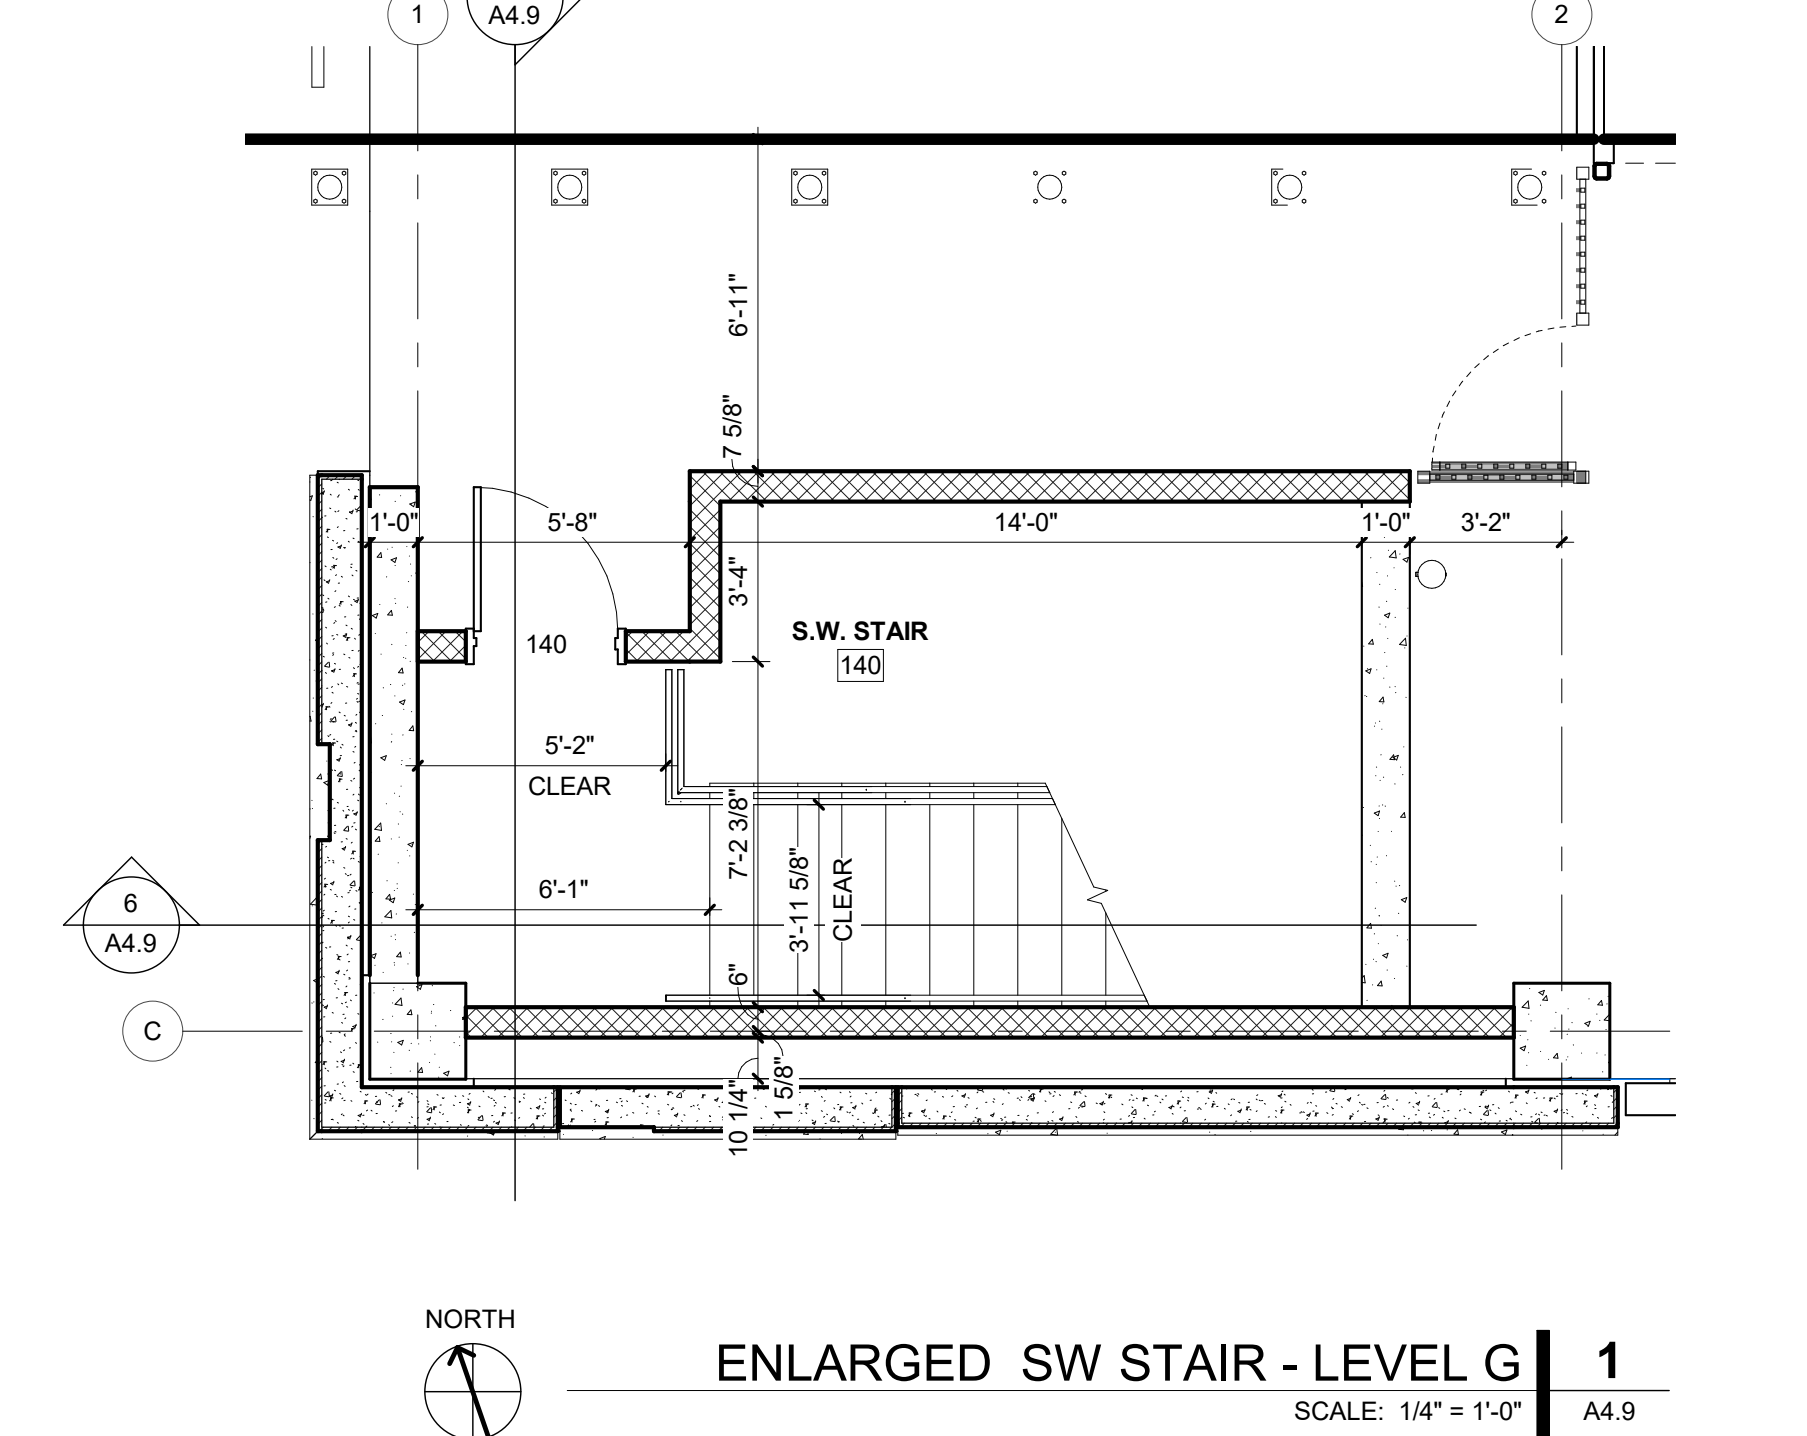 1
A4.9
2
6'-11"
7 5/8"
1'-0"
5'-8"
14'-0"
1'-0"
3'-2"
3'-4"
S.W. STAIR
140
140
5'-2"
CLEAR
7'-2 3/8"
3'-11 5/8"
CLEAR
6'-1"
6
A4.9
6"
C
1 5/8"
10 1/4"
NORTH
ENLARGED SW STAIR - LEVEL G
1
SCALE: 1/4" = 1'-0"
A4.9